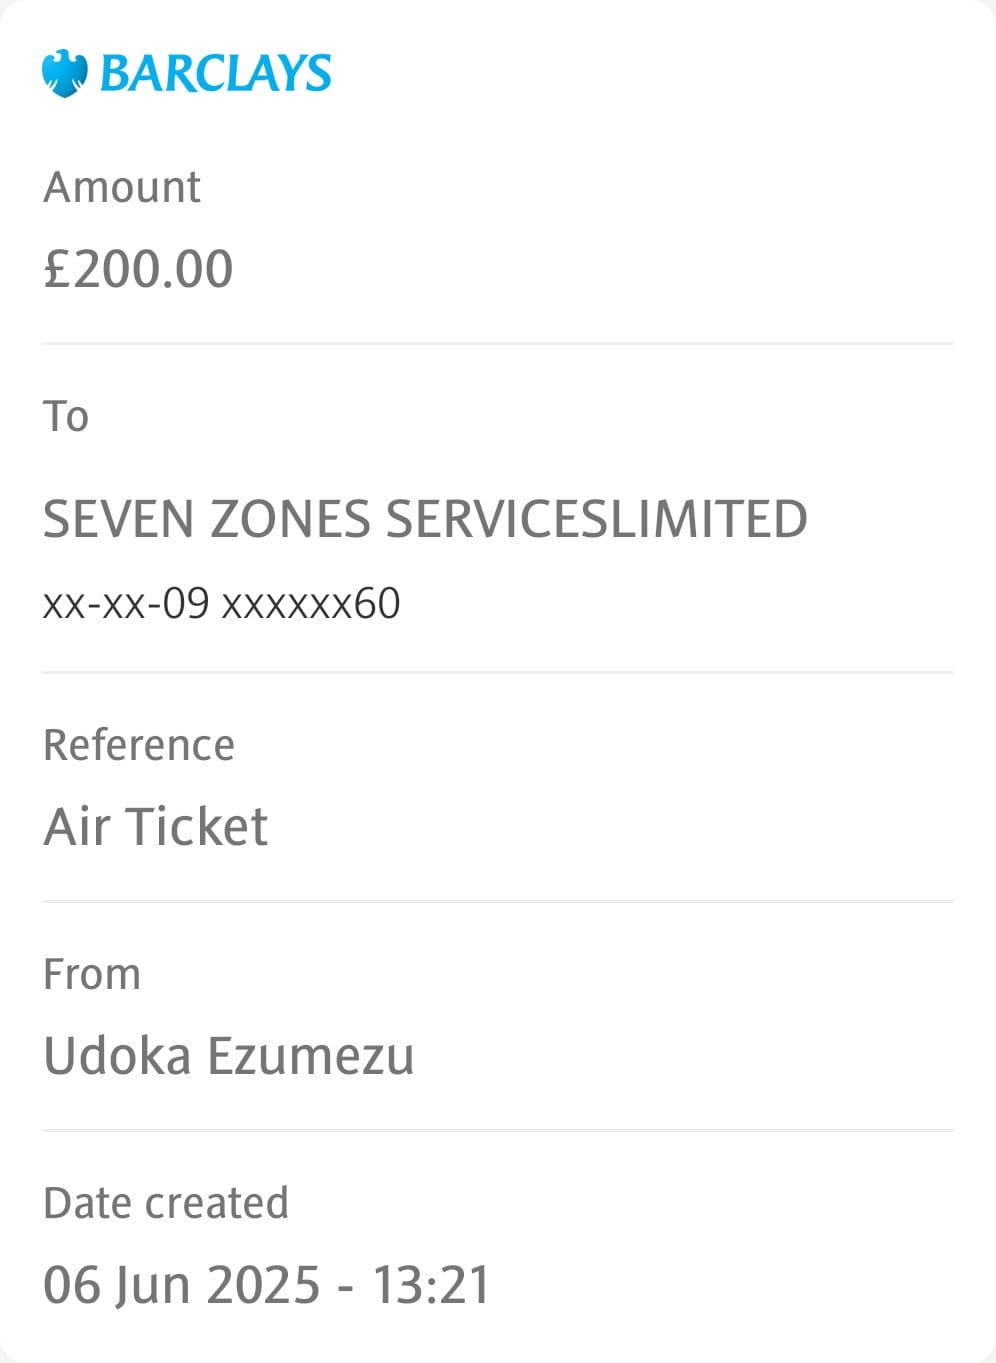 BARCLAYS
Amount
£200.00
To
SEVEN ZONES SERVICESLIMITED
xx-xx-09 xxxxxx60
Reference
Air Ticket
From
Udoka Ezumezu
Date created
06 Jun 2025 - 13:21